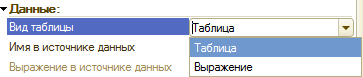 Данные:
Вид таблицы Таблица
Имя в источнике данных Таблица
Выражение в источнике данных Выражение